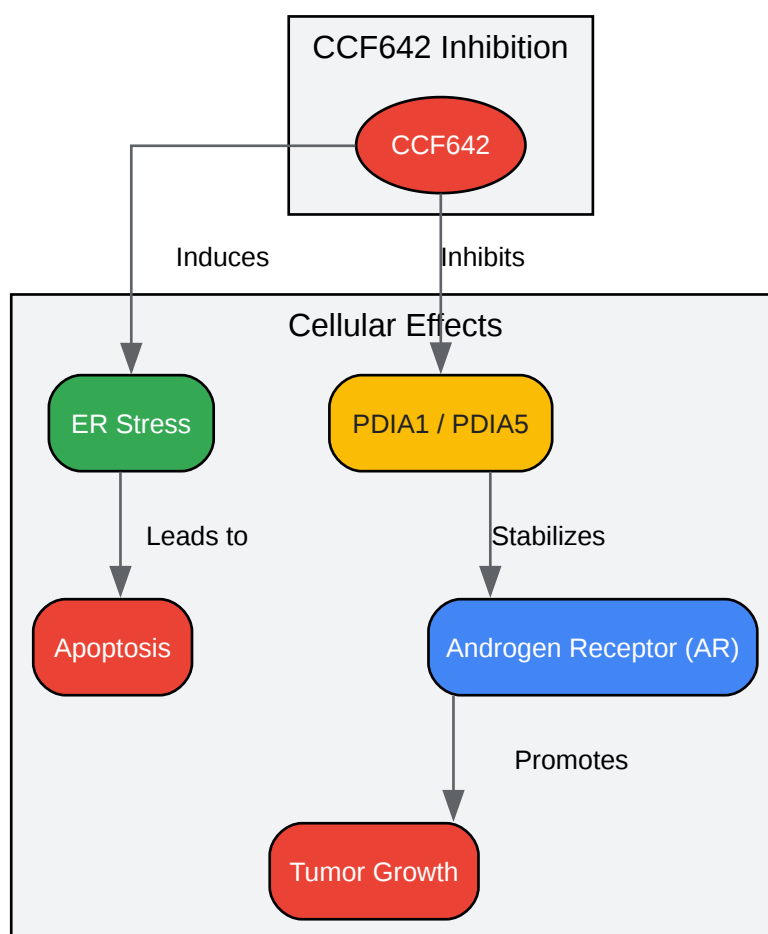 CCF642 Inhibition
CCF642
Induces
Inhibits
Cellular Effects
ER Stress
PDIA1 / PDIA5
Leads to
Stabilizes
Apoptosis
Androgen Receptor (AR)
Promotes
Tumor Growth